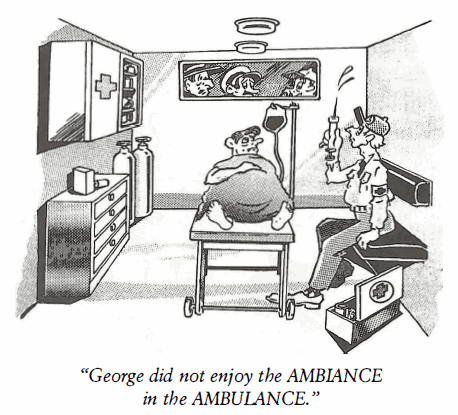 “George did not enjoy the AMBIANCE
in the AMBULANCE.”